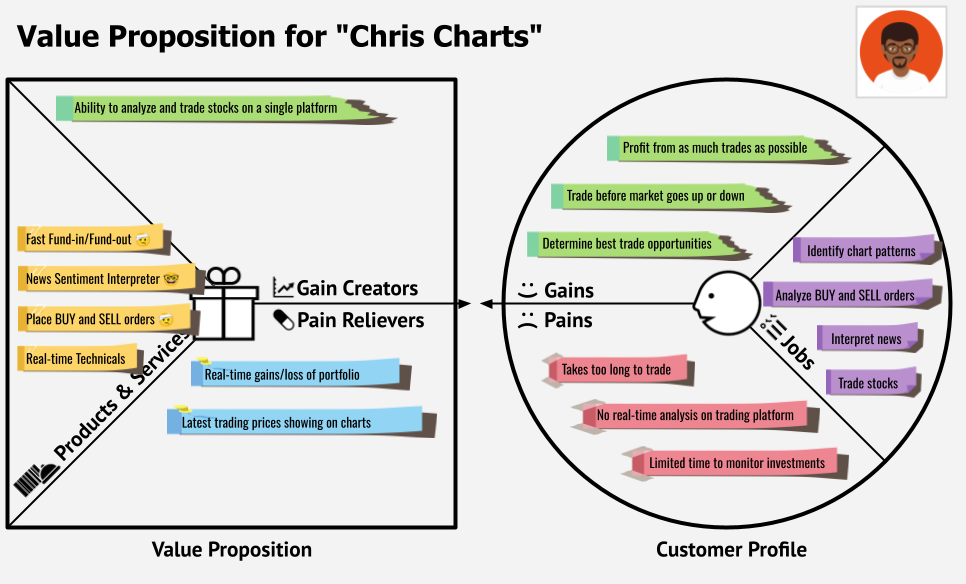 Value Proposition for "Chris Charts"
Ability to analyze and trade stocks on a single platform
Fast Fund-in/Fund-out 🤕
News Sentiment Interpreter 🤓
Place BUY and SELL orders 🤕
Real-time Technicals
Products & Services
Gain Creators
Pain Relievers
Real-time gains/loss of portfolio
Latest trading prices showing on charts
Value Proposition
Profit from as much trades as possible
Trade before market goes up or down
Determine best trade opportunities
Gains
Pains
Takes too long to trade
No real-time analysis on trading platform
Limited time to monitor investments
Identify chart patterns
Analyze BUY and SELL orders
Interpret news
Trade stocks
Jobs
Customer Profile